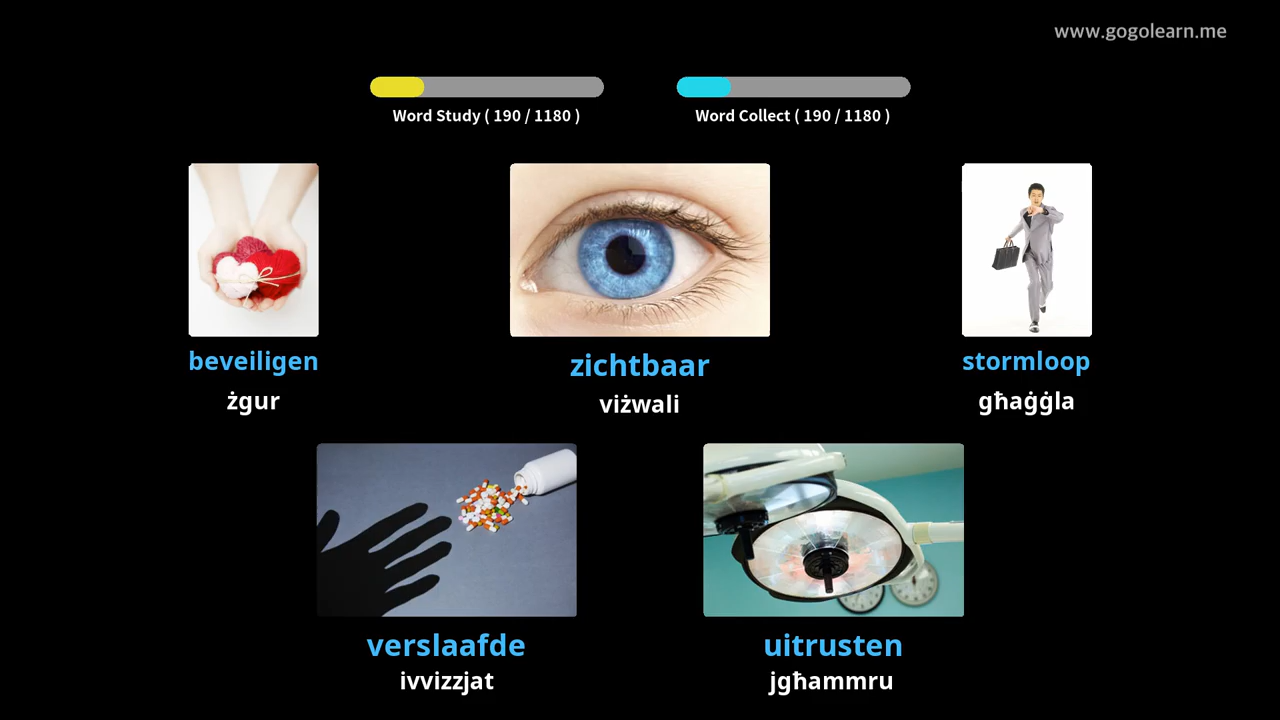 www.gogolearn.me
Word Study ( 190 / 1180 )
Word Collect ( 190 / 1180 )
beveiligen
żgur
zichtbaar
viżwali
stormloop
għaġġla
verslaafde
ivvizzjat
uitrusten
jgħammru